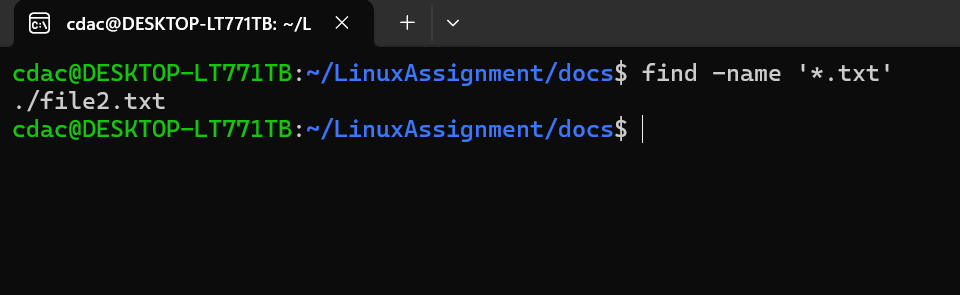 cdac@DESKTOP-LT771TB: ~/L
cdac@DESKTOP-LT771TB:~/LinuxAssignment/docs$ find -name '*.txt'
./file2.txt
cdac@DESKTOP-LT771TB:~/LinuxAssignment/docs$